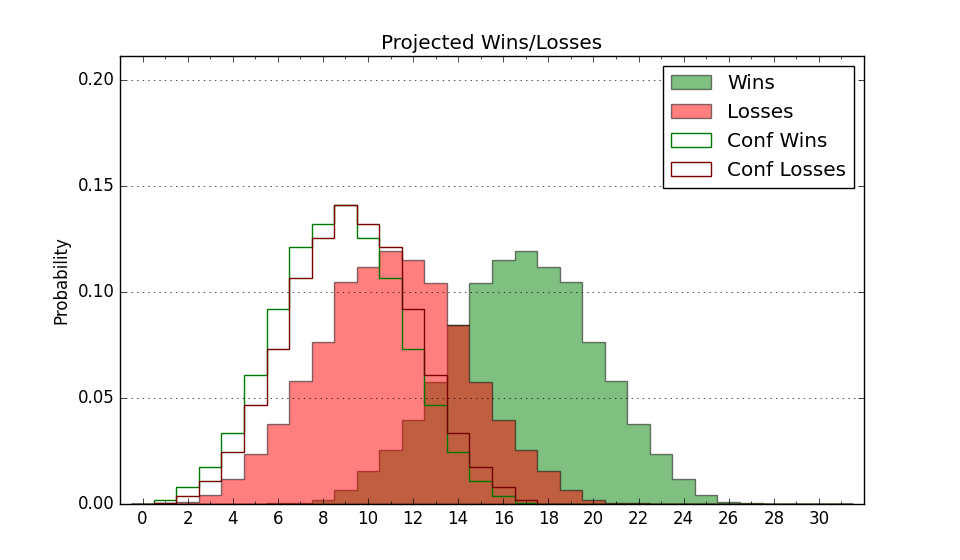 Projected Wins/Losses
0.20
0.15
0.10
0.05
0.00
Probability
Wins
Losses
Conf Wins
Conf Losses
0 2 4 6 8 10 12 14 16 18 20 22 24 26 28 30